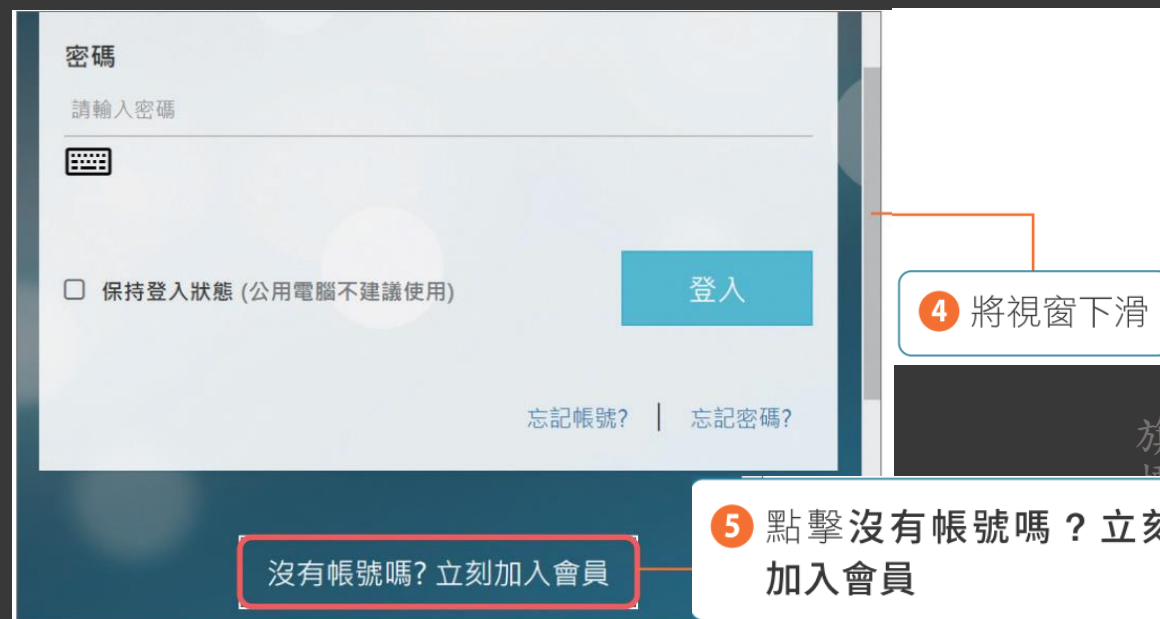 密碼
請輸入密碼
保持登入狀態 (公用電腦不建議使用)
登入
忘記帳號? | 忘記密碼?
沒有帳號嗎? 立刻加入會員
4 將視窗下滑
5 點擊沒有帳號嗎？立刻
加入會員